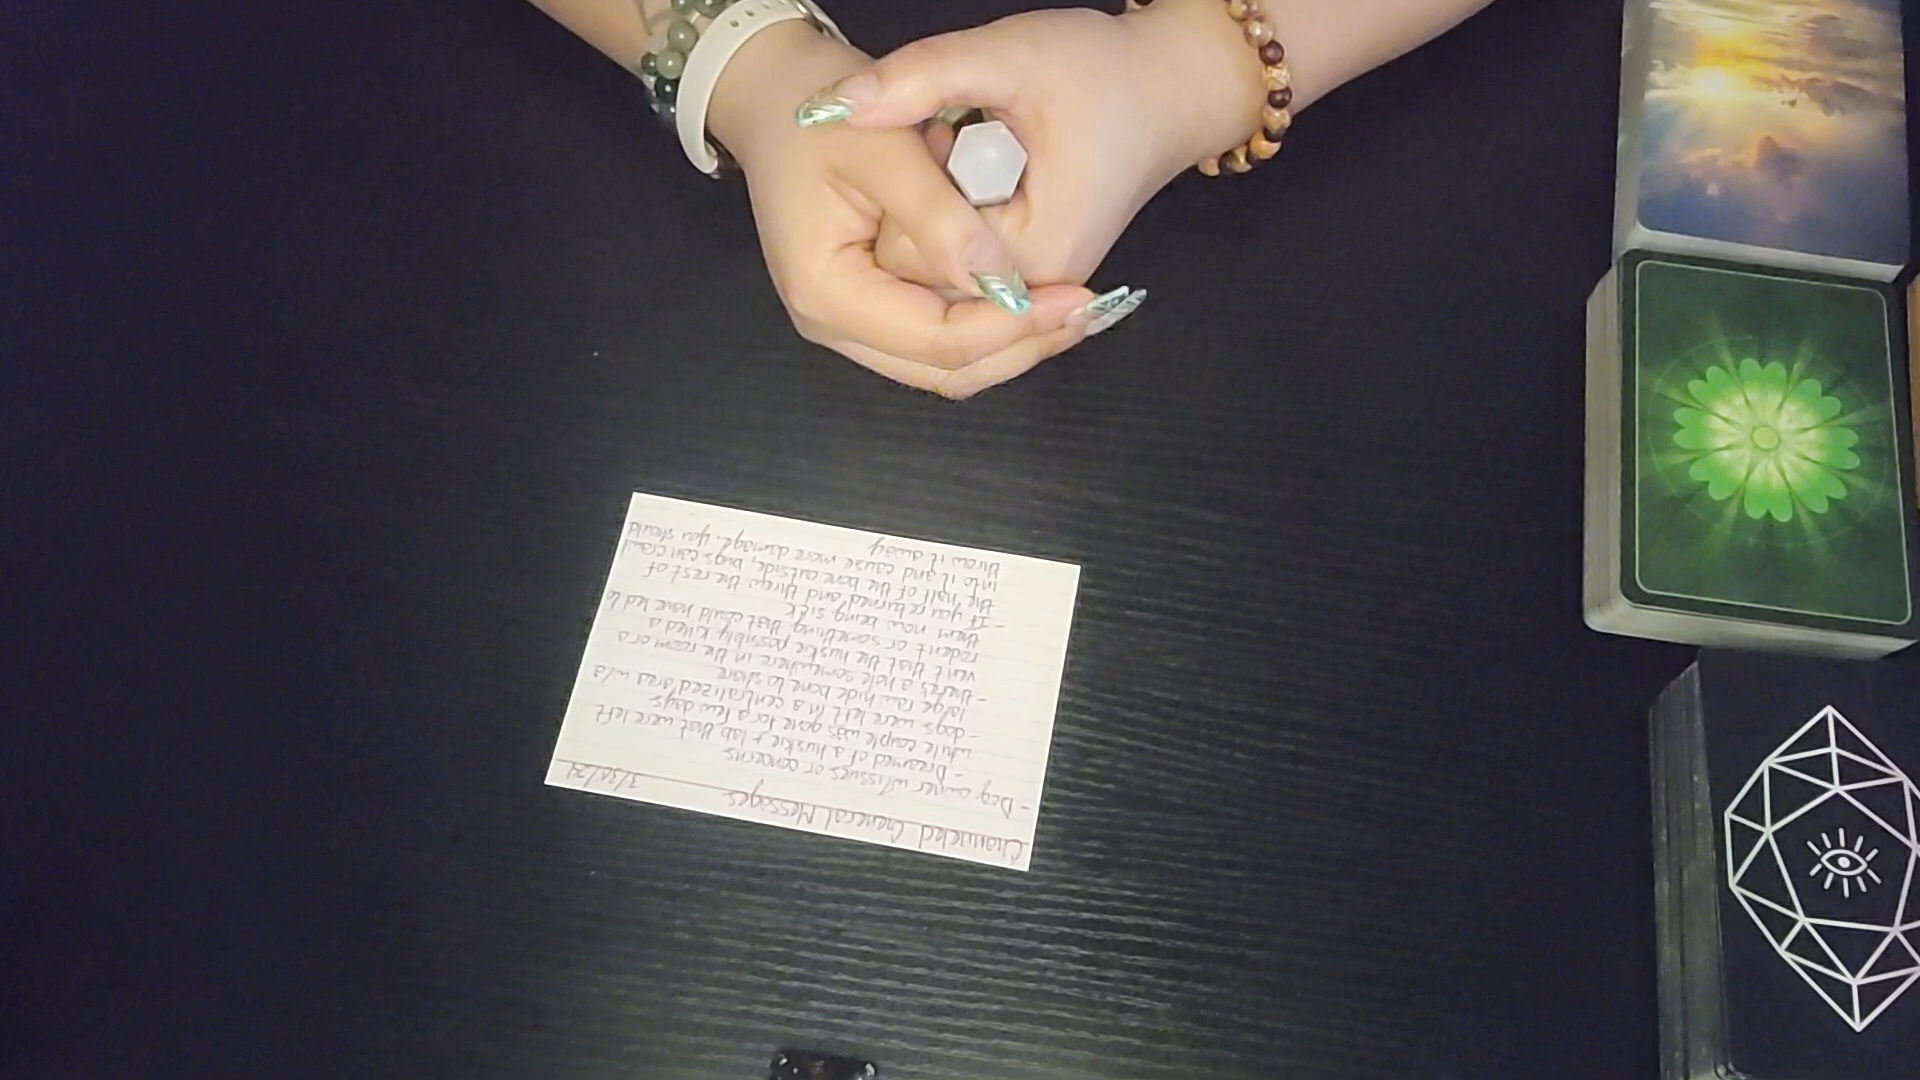 Channeled General Messages 3/30/24
- Dog owner w/issues or concerns
- Dreamed of a huskie & lab that were left
while couple was gone for a few days
- dogs were left in a centralized area w/a
large raw hide bone to share
- there's a hole somewhere in the room or a
vent that the huskie possibly killed a
rodent or something that could have led to
them now being sick
- If you returned and threw the rest of
the half of the bone outside, bugs can crawl
into it and cause more damage. you should
throw it away